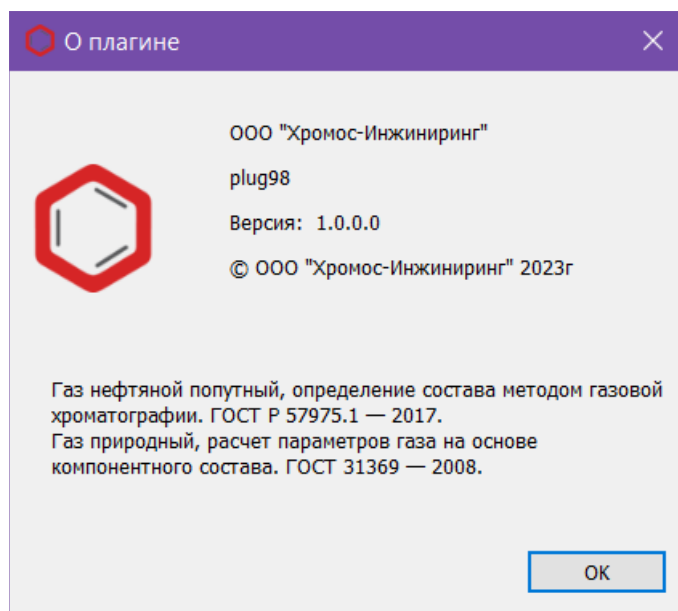 О плагине
ООО "Хромос-Инжиниринг"
plug98
Версия: 1.0.0.0
© ООО "Хромос-Инжиниринг" 2023г
Газ нефтяной попутный, определение состава методом газовой
хроматографии. ГОСТ Р 57975.1 — 2017.
Газ природный, расчет параметров газа на основе
компонентного состава. ГОСТ 31369 — 2008.
ОК